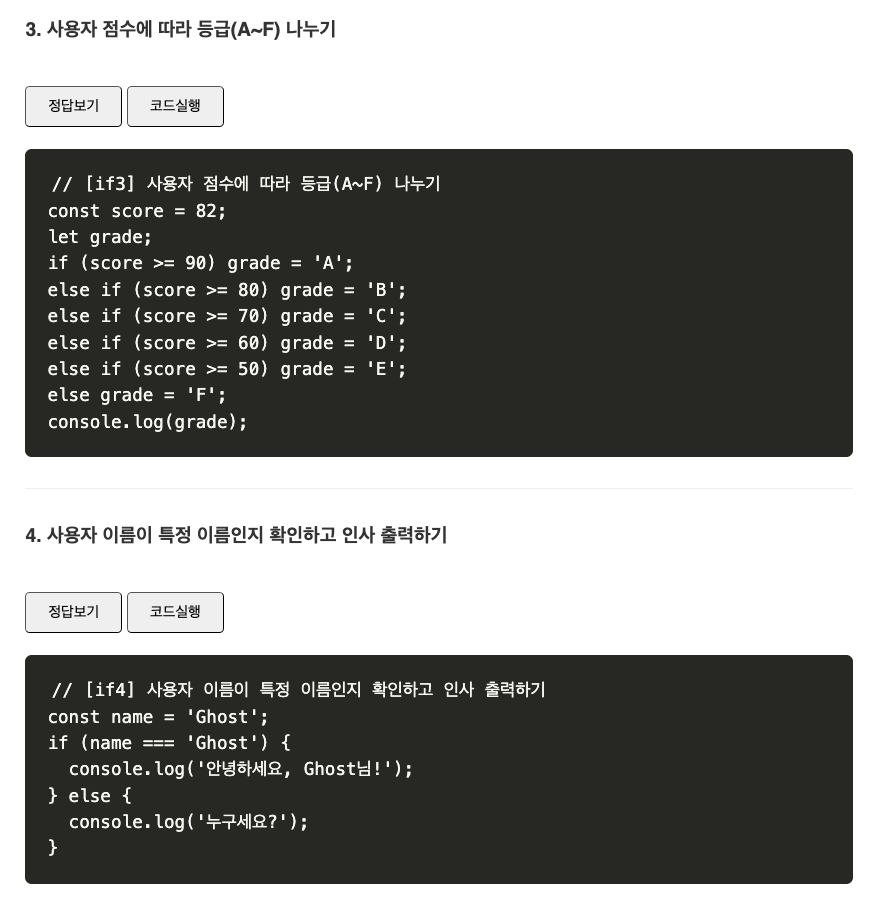 3. 사용자 점수에 따라 등급(A~F) 나누기
정답보기 코드실행
// [if3] 사용자 점수에 따라 등급(A~F) 나누기
const score = 82;
let grade;
if (score >= 90) grade = 'A';
else if (score >= 80) grade = 'B';
else if (score >= 70) grade = 'C';
else if (score >= 60) grade = 'D';
else if (score >= 50) grade = 'E';
else grade = 'F';
console.log(grade);
4. 사용자 이름이 특정 이름인지 확인하고 인사 출력하기
정답보기 코드실행
// [if4] 사용자 이름이 특정 이름인지 확인하고 인사 출력하기
const name = 'Ghost';
if (name === 'Ghost') {
  console.log('안녕하세요, Ghost님!');
} else {
  console.log('누구세요?');
}